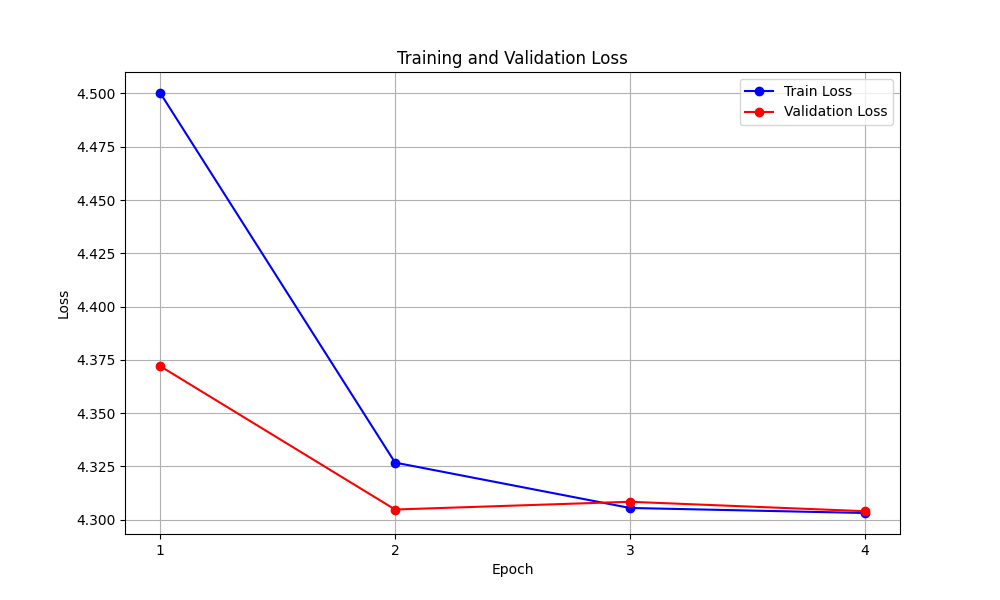 Training and Validation Loss
Train Loss
Validation Loss
4.500
4.475
4.450
4.425
4.400
4.375
4.350
4.325
4.300
Loss
1 2 3 4
Epoch